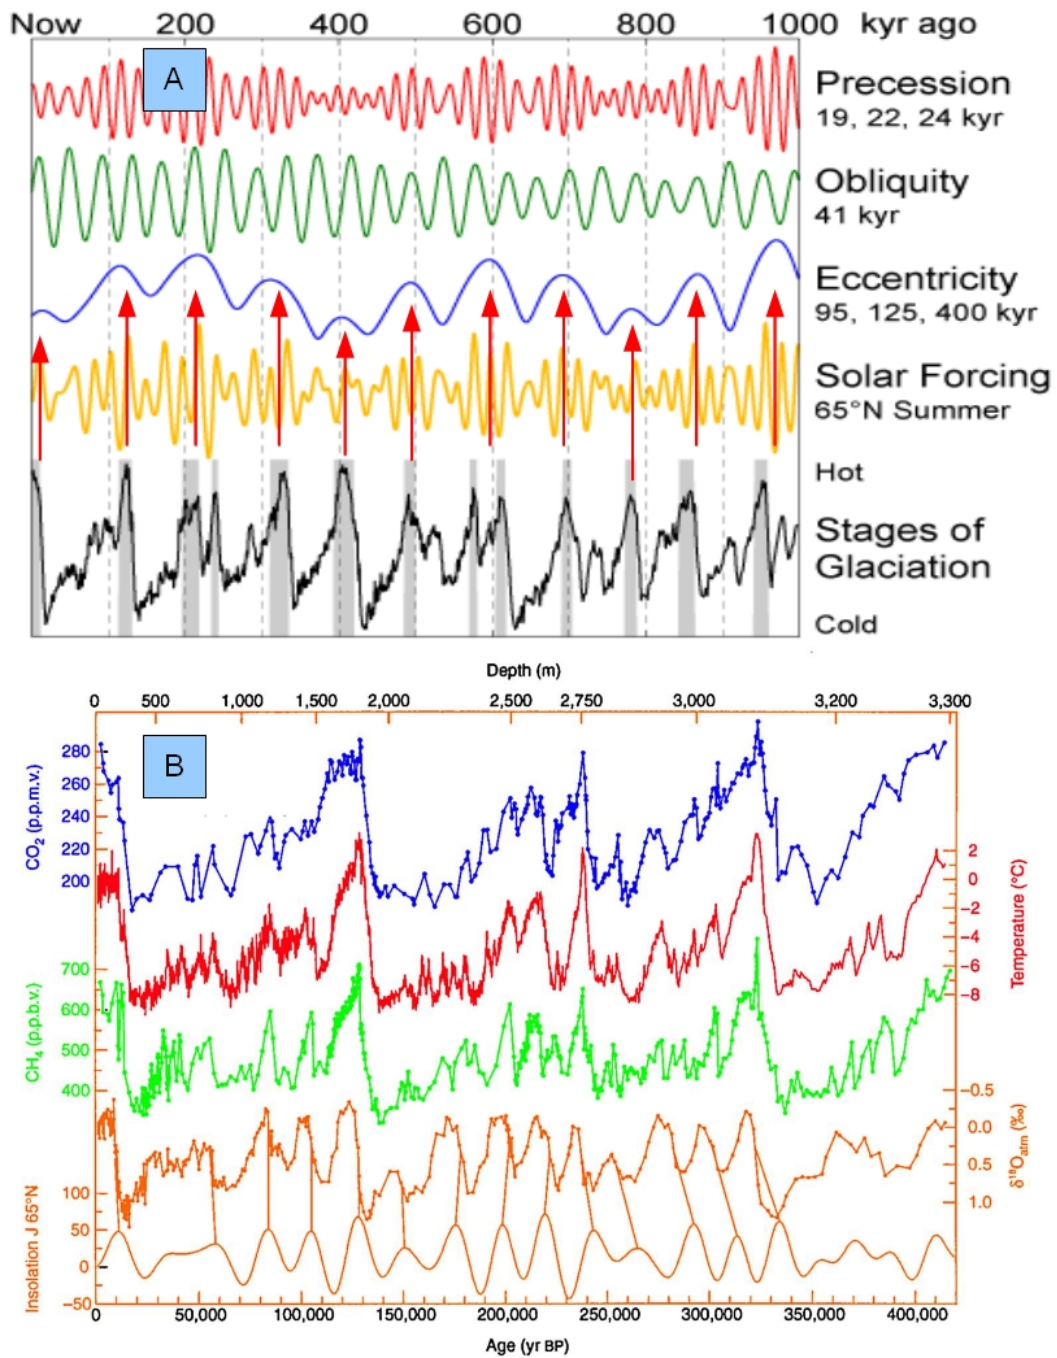 Now 200 400 600 800 1000 kyr ago
A
Precession
19, 22, 24 kyr
Obliquity
41 kyr
Eccentricity
95, 125, 400 kyr
Solar Forcing
65°N Summer
Hot
Stages of
Glaciation
Cold
Depth (m)
0 500 1,000 1,500 2,000 2,500 2,750 3,000 3,200 3,300
B
CO₂ (p.p.m.v.)
280
260
240
220
200
Temperature (°C)
2
0
−2
−4
−6
−8
CH₄ (p.p.b.v.)
700
600
500
400
δ¹⁸Oatm (‰)
−0.5
0.0
0.5
1.0
Insolation J 65°N
100
50
0
−50
0 50,000 100,000 150,000 200,000 250,000 300,000 350,000 400,000
Age (yr BP)